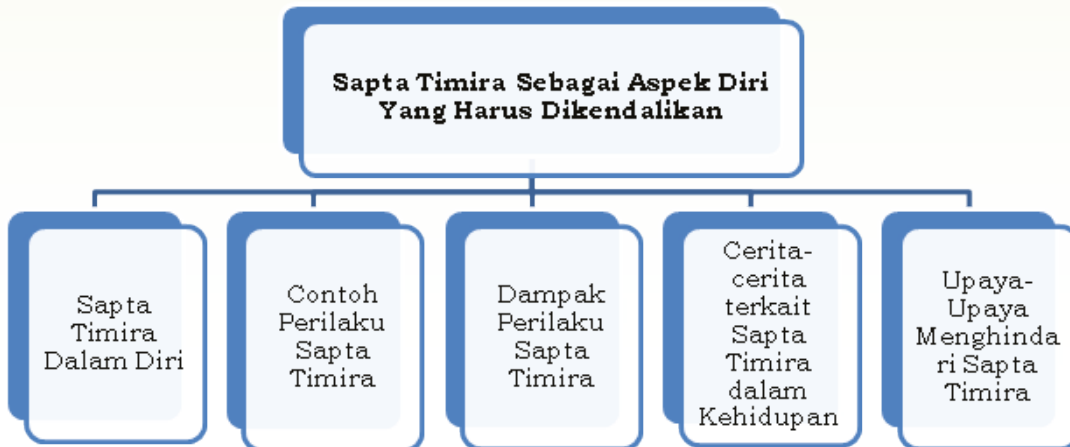 Sapta Timira Sebagai Aspek Diri
Yang Harus Dikendalikan
Sapta
Timira
Dalam Diri
Contoh
Perilaku
Sapta
Timira
Dampak
Perilaku
Sapta
Timira
Cerita-
cerita
terkait
Sapta
Timira
dalam
Kehidupan
Upaya-
Upaya
Menghinda
ri Sapta
Timira